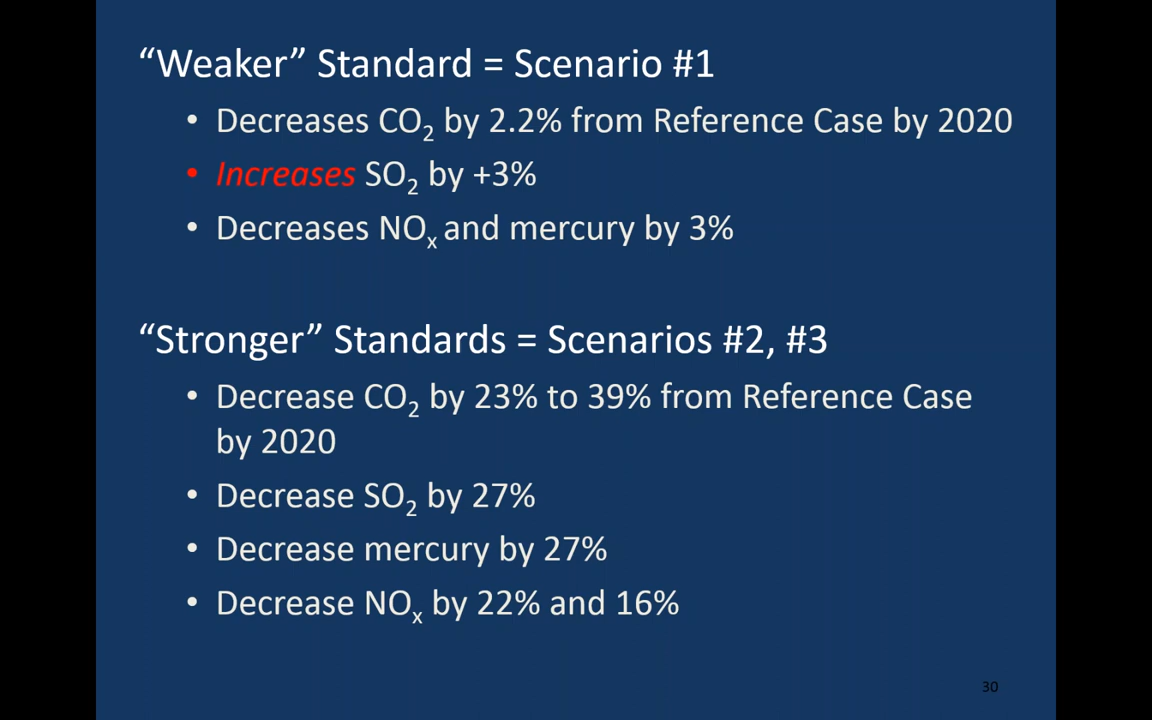 “Weaker” Standard = Scenario #1
• Decreases CO₂ by 2.2% from Reference Case by 2020
• Increases SO₂ by +3%
• Decreases NOₓ and mercury by 3%
“Stronger” Standards = Scenarios #2, #3
• Decrease CO₂ by 23% to 39% from Reference Case
by 2020
• Decrease SO₂ by 27%
• Decrease mercury by 27%
• Decrease NOₓ by 22% and 16%
30